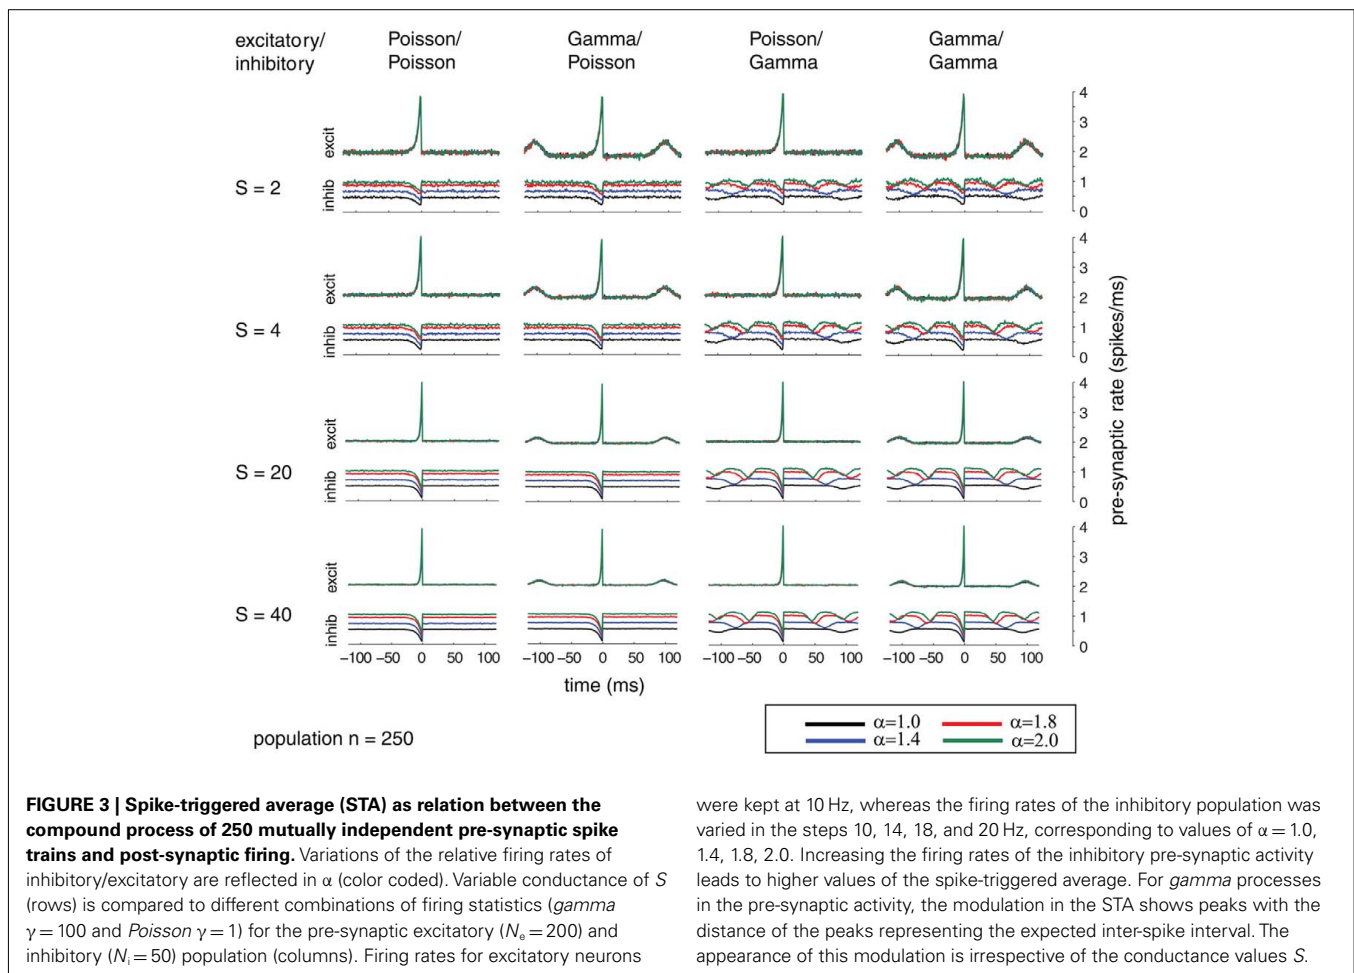 excitatory/
inhibitory
Poisson/
Poisson
Gamma/
Poisson
Poisson/
Gamma
Gamma/
Gamma
S = 2
excit
inhib
4
3
2
1
0
S = 4
excit
inhib
4
3
2
1
0
S = 20
excit
inhib
4
3
2
1
0
S = 40
excit
inhib
4
3
2
1
0
pre-synaptic rate (spikes/ms)
−100 −50 0 50 100
−100 −50 0 50 100
−100 −50 0 50 100
−100 −50 0 50 100
time (ms)
population n = 250
α=1.0
α=1.8
α=1.4
α=2.0
FIGURE 3 | Spike-triggered average (STA) as relation between the
compound process of 250 mutually independent pre-synaptic spike
trains and post-synaptic firing. Variations of the relative firing rates of
inhibitory/excitatory are reflected in α (color coded). Variable conductance of S
(rows) is compared to different combinations of firing statistics (gamma
γ = 100 and Poisson γ = 1) for the pre-synaptic excitatory (Nₑ = 200) and
inhibitory (Nᵢ = 50) population (columns). Firing rates for excitatory neurons
were kept at 10 Hz, whereas the firing rates of the inhibitory population was
varied in the steps 10, 14, 18, and 20 Hz, corresponding to values of α = 1.0,
1.4, 1.8, 2.0. Increasing the firing rates of the inhibitory pre-synaptic activity
leads to higher values of the spike-triggered average. For gamma processes
in the pre-synaptic activity, the modulation in the STA shows peaks with the
distance of the peaks representing the expected inter-spike interval. The
appearance of this modulation is irrespective of the conductance values S.